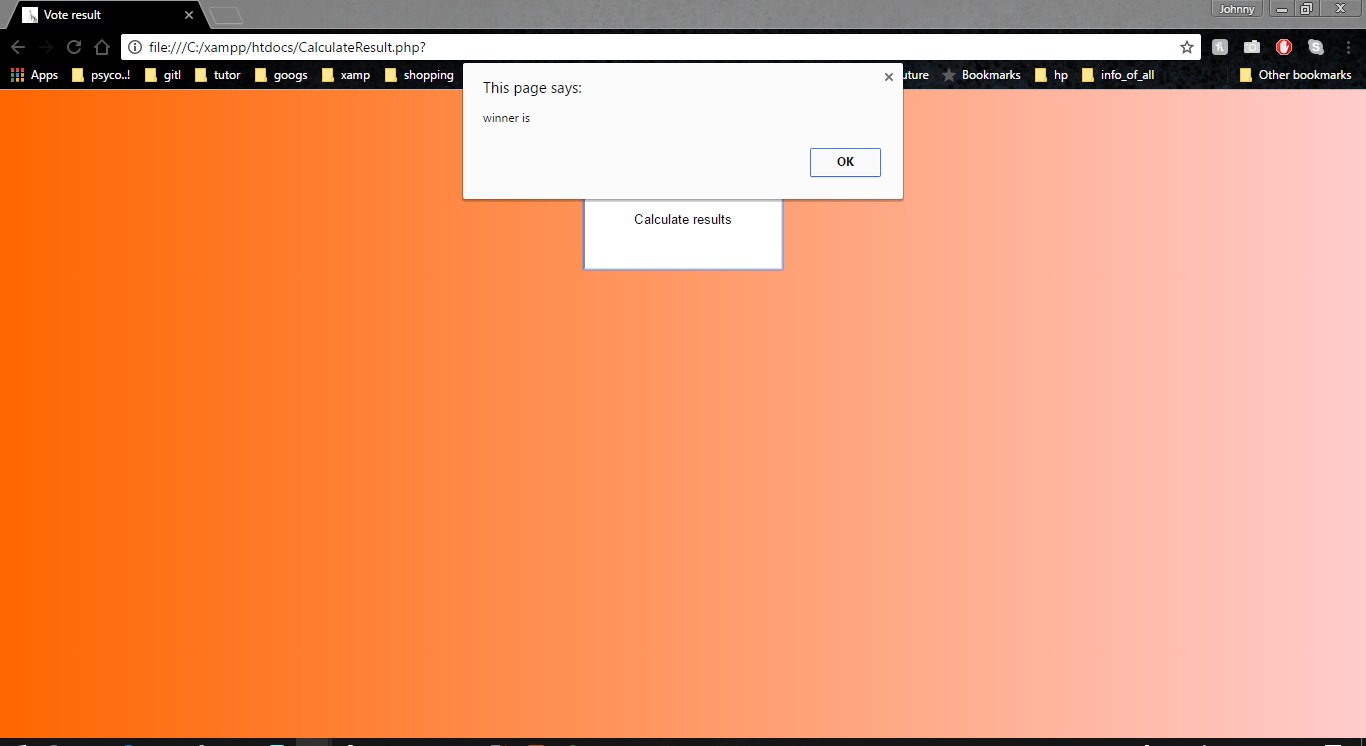 Vote result
Johnny
file:///C:/xampp/htdocs/CalculateResult.php?
Apps psyco..! gitl tutor googs xamp shopping uture Bookmarks hp info_of_all Other bookmarks
This page says:
winner is
OK
Calculate results